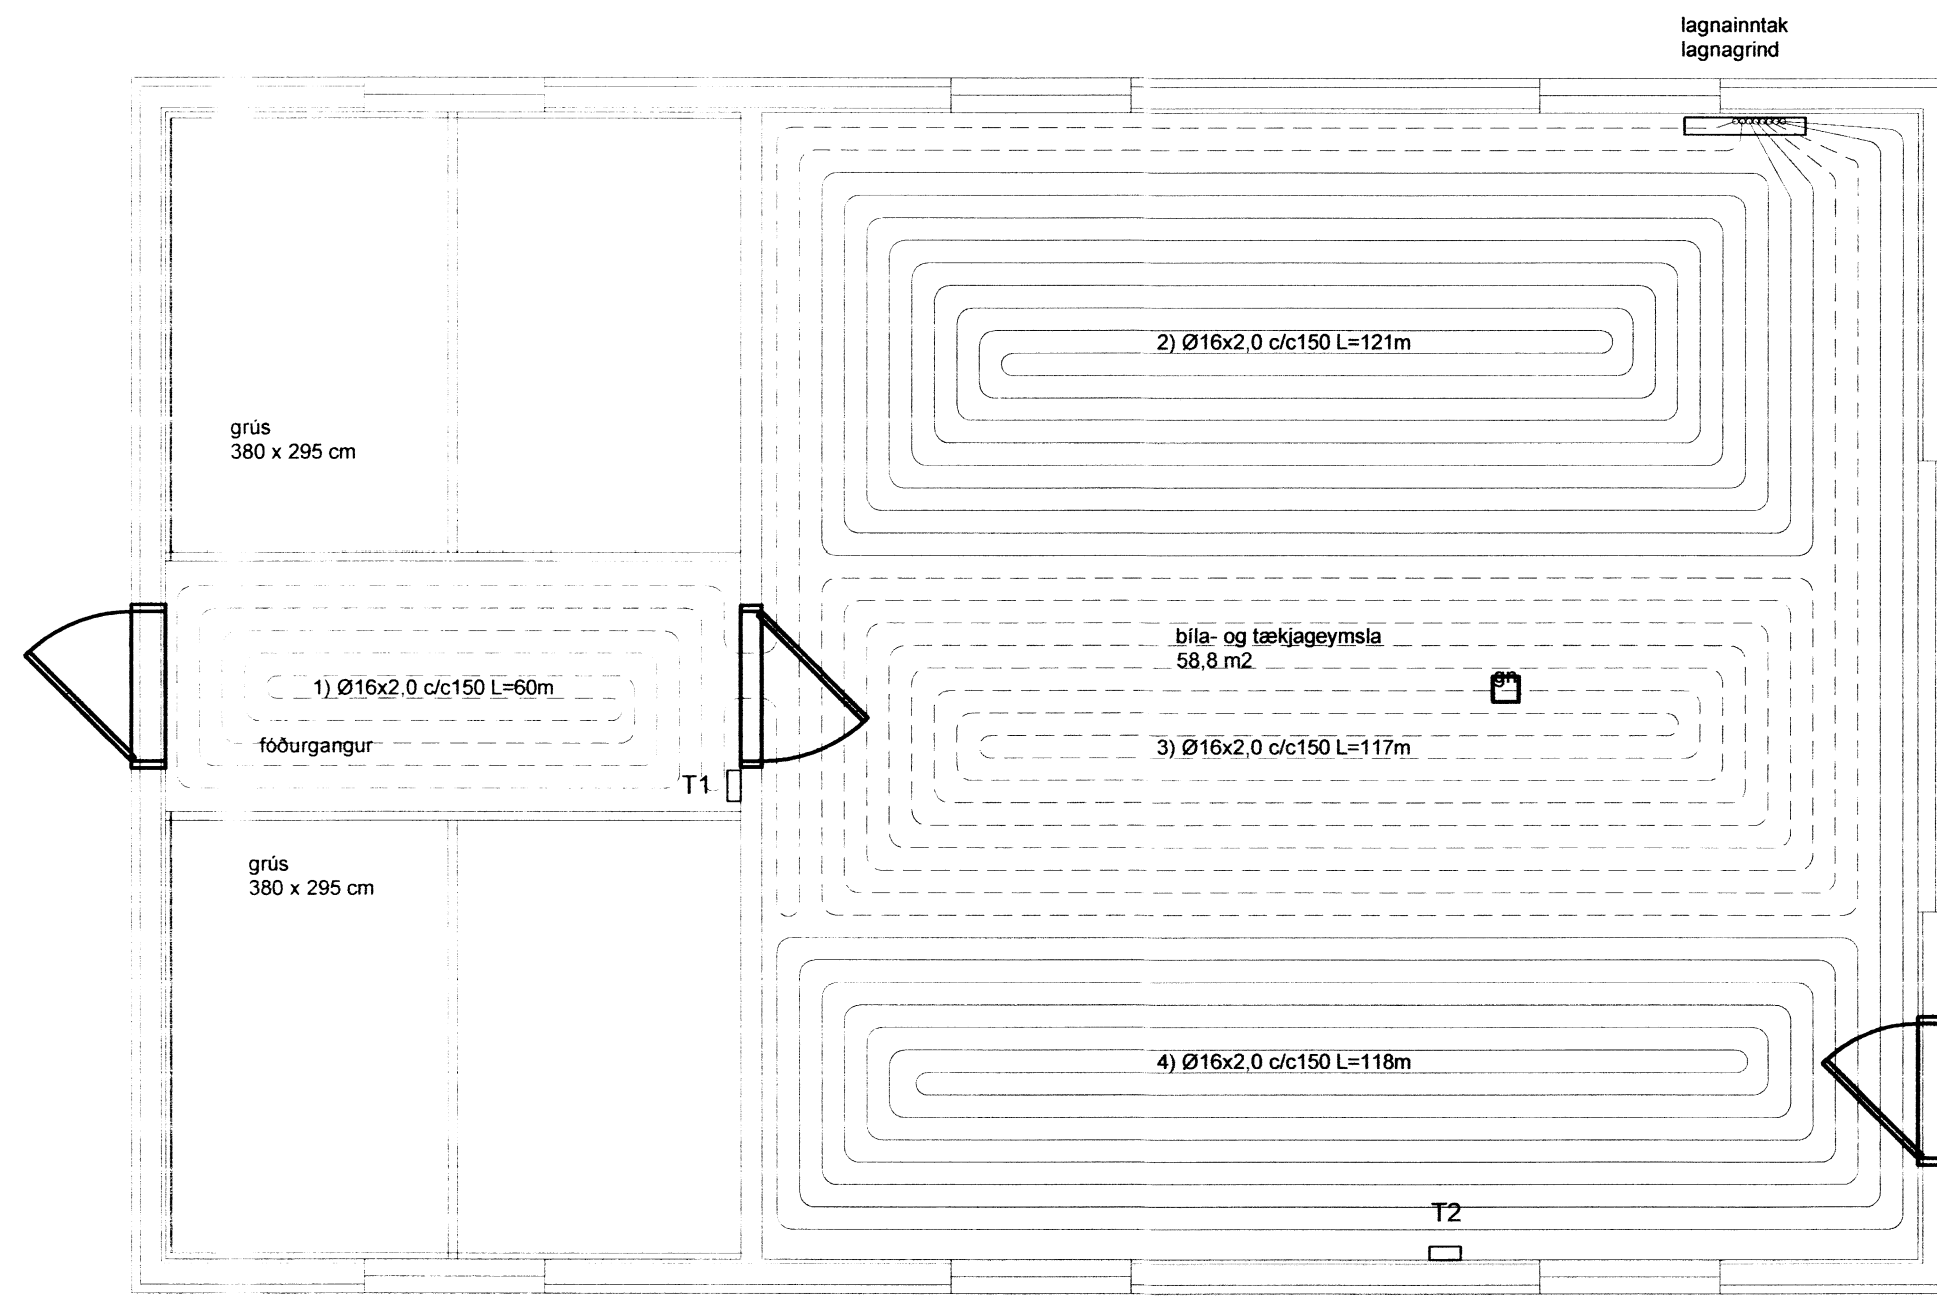 lagnainntak
lagnagrind
2) Ø16x2,0 c/c150 L=121m
grús
380 x 295 cm
bíla- og tækjageymsla
58,8 m2
gn
1) Ø16x2,0 c/c150 L=60m
fóðurgangur
3) Ø16x2,0 c/c150 L=117m
T1
grús
380 x 295 cm
4) Ø16x2,0 c/c150 L=118m
T2